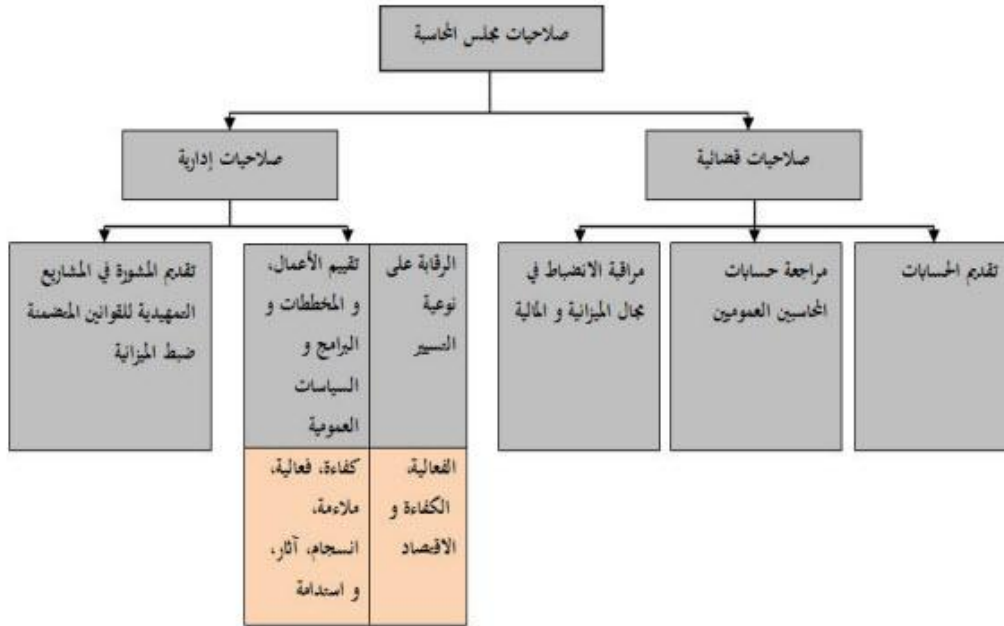 صلاحيات مجلس المحاسبة
صلاحيات قضائية
صلاحيات إدارية
تقديم الحسابات
مراجعة حسابات
المحاسبين العموميين
مراقبة الانضباط في
مجال الميزانية و المالية
الرقابة على
نوعية
التسيير
الفعالية،
الكفاءة و
الاقتصاد
تقييم الأعمال،
و المخططات و
البرامج و
السياسات
العمومية
كفاءة، فعالية،
ملاءمة،
انسجام، آثار،
و استدامة
تقديم المشورة في المشاريع
التمهيدية للقوانين المتضمنة
ضبط الميزانية